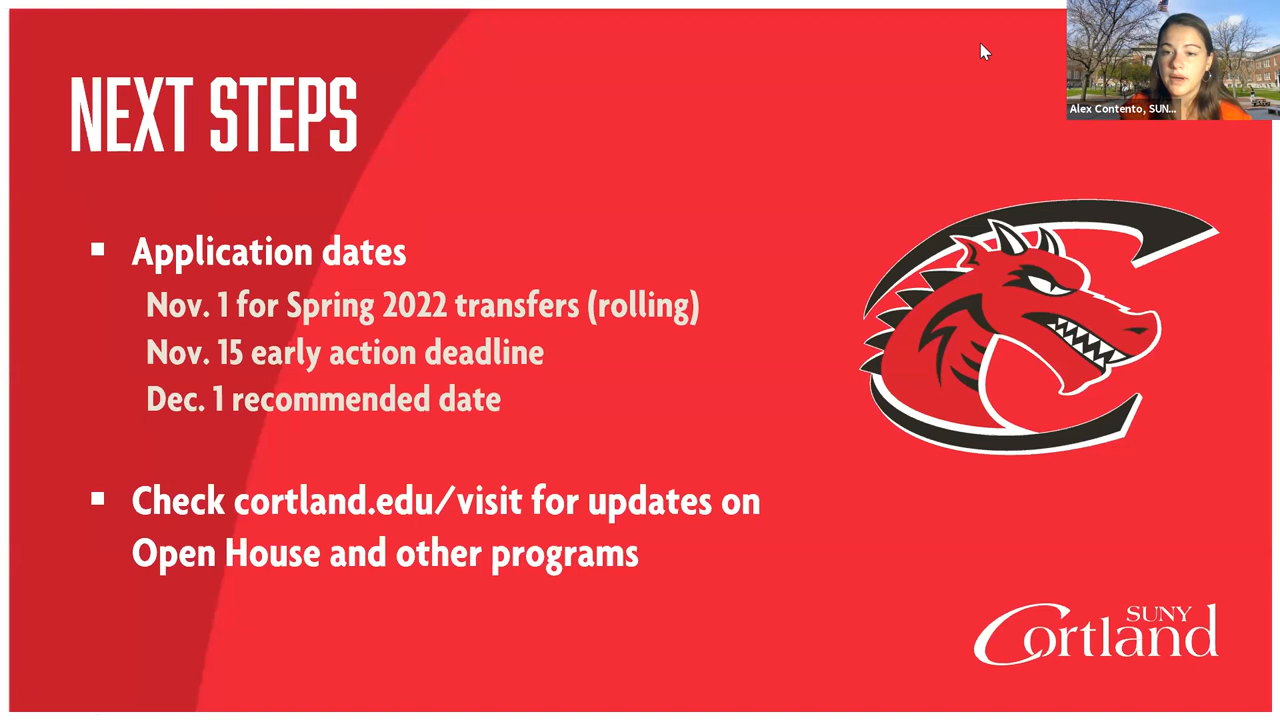 NEXT STEPS
Alex Contento, SUN...
▪ Application dates
Nov. 1 for Spring 2022 transfers (rolling)
Nov. 15 early action deadline
Dec. 1 recommended date
▪ Check cortland.edu/visit for updates on
Open House and other programs
SUNY
Cortland